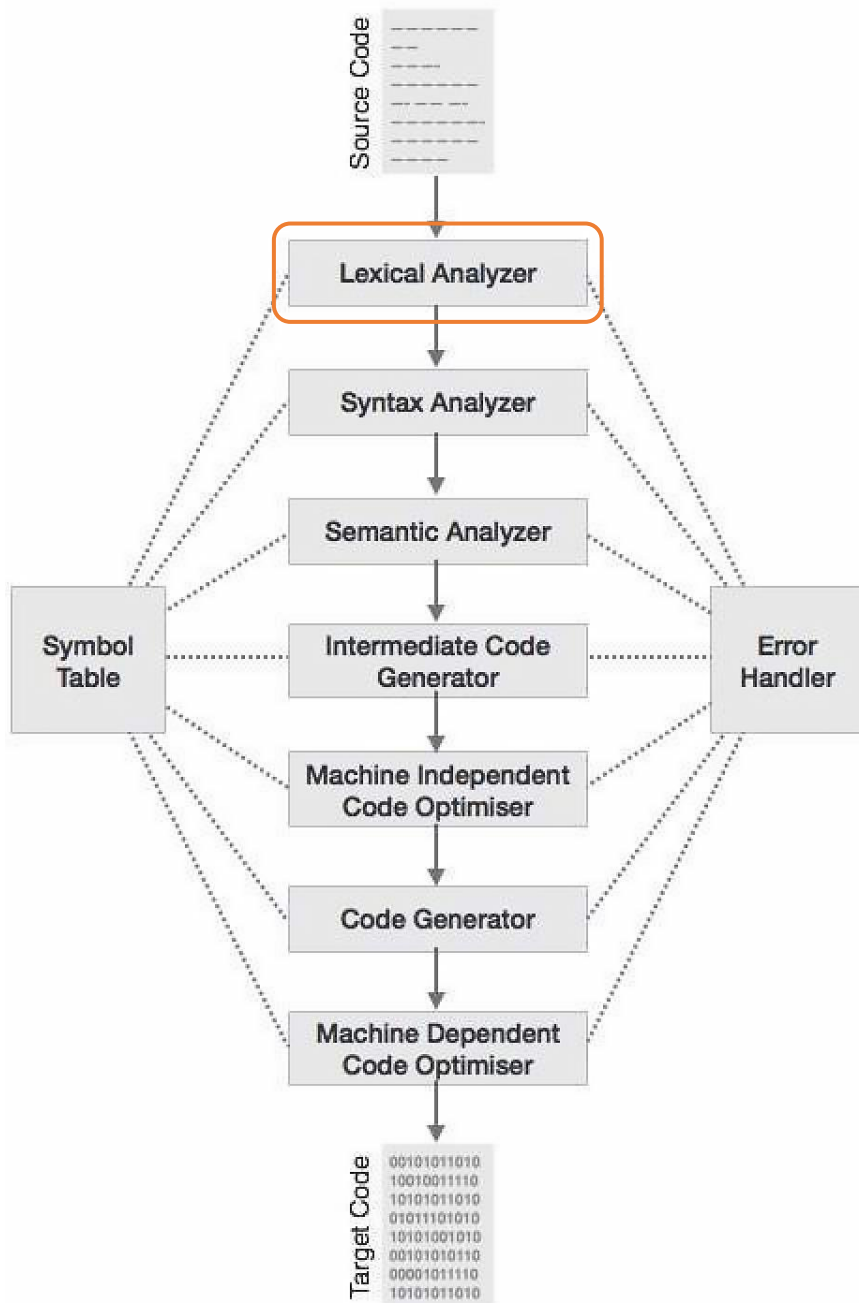 Source Code
Lexical Analyzer
Syntax Analyzer
Semantic Analyzer
Symbol
Table
Intermediate Code
Generator
Error
Handler
Machine Independent
Code Optimiser
Code Generator
Machine Dependent
Code Optimiser
Target Code
00101011010
10010011110
10101011010
01011101010
10101001010
00101010110
00001011110
10101011010